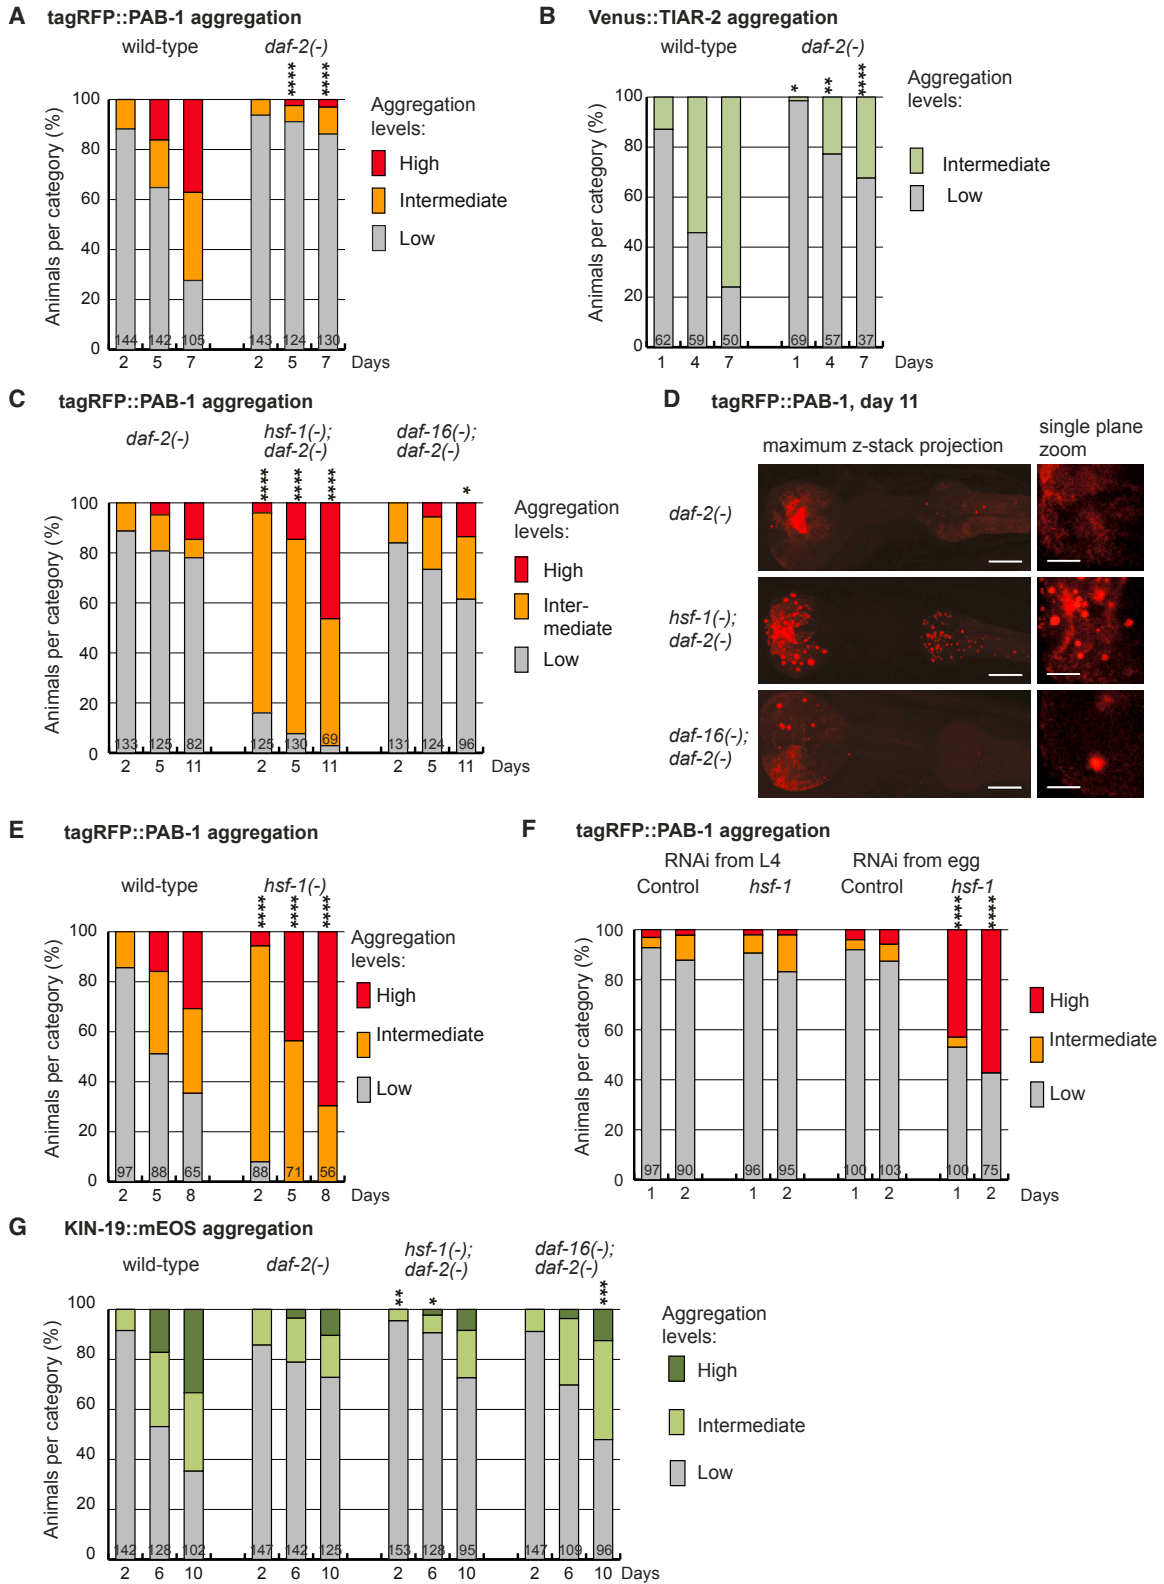 A tagRFP::PAB-1 aggregation
wild-type daf-2(-)
**** ****
Animals per category (%)
100
80
60
40
20
0
144 142 105 143 124 130
2 5 7 2 5 7 Days
Aggregation
levels:
High
Intermediate
Low
B Venus::TIAR-2 aggregation
wild-type daf-2(-)
* ** ****
Animals per category (%)
100
80
60
40
20
0
62 59 50 69 57 37
1 4 7 1 4 7 Days
Aggregation
levels:
Intermediate
Low
C tagRFP::PAB-1 aggregation
daf-2(-)
hsf-1(-);
daf-2(-)
daf-16(-);
daf-2(-)
**** **** **** *
Animals per category (%)
100
80
60
40
20
0
133 125 82 125 130 69 131 124 96
2 5 11 2 5 11 2 5 11 Days
Aggregation
levels:
High
Inter-
mediate
Low
D tagRFP::PAB-1, day 11
maximum z-stack projection
single plane
zoom
daf-2(-)
hsf-1(-);
daf-2(-)
daf-16(-);
daf-2(-)
E tagRFP::PAB-1 aggregation
wild-type hsf-1(-)
**** **** ****
Animals per category (%)
100
80
60
40
20
0
97 88 65 88 71 56
2 5 8 2 5 8 Days
Aggregation
levels:
High
Intermediate
Low
F tagRFP::PAB-1 aggregation
RNAi from L4 RNAi from egg
Control hsf-1 Control hsf-1
**** ****
Animals per category (%)
100
80
60
40
20
0
97 90 96 95 100 103 100 75
1 2 1 2 1 2 1 2 Days
High
Intermediate
Low
G KIN-19::mEOS aggregation
wild-type daf-2(-)
hsf-1(-);
daf-2(-)
daf-16(-);
daf-2(-)
** * ***
Animals per category (%)
100
80
60
40
20
0
142 128 102 147 142 125 153 128 95 147 109 96
2 6 10 2 6 10 2 6 10 2 6 10 Days
Aggregation
levels:
High
Intermediate
Low